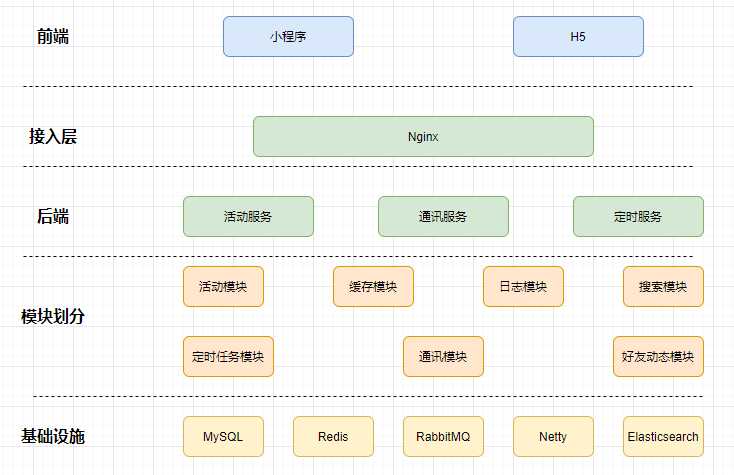 前端
小程序
H5
接入层
Nginx
后端
活动服务
通讯服务
定时服务
模块划分
活动模块
缓存模块
日志模块
搜索模块
定时任务模块
通讯模块
好友动态模块
基础设施
MySQL
Redis
RabbitMQ
Netty
Elasticsearch